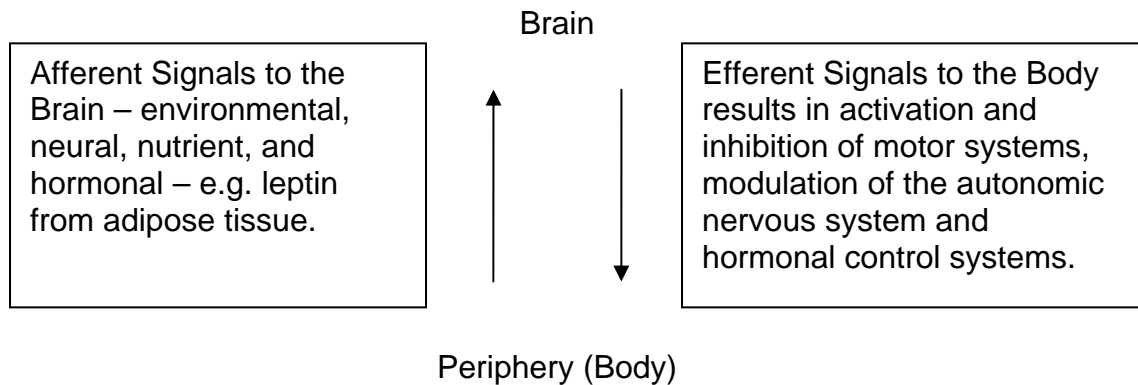 Brain
Afferent Signals to the
Brain – environmental,
neural, nutrient, and
hormonal – e.g. leptin
from adipose tissue.
Efferent Signals to the Body
results in activation and
inhibition of motor systems,
modulation of the autonomic
nervous system and
hormonal control systems.
Periphery (Body)